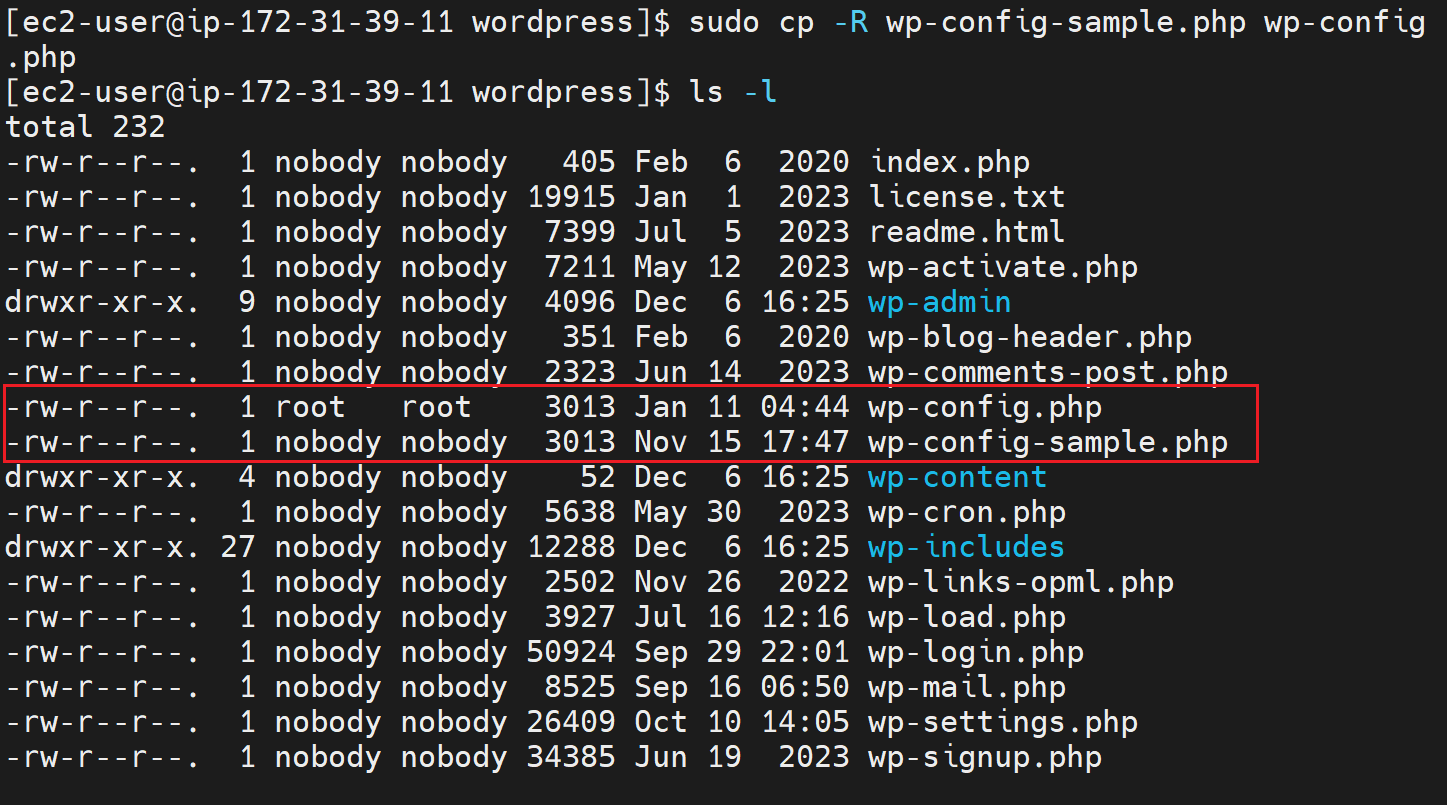 [ec2-user@ip-172-31-39-11 wordpress]$ sudo cp -R wp-config-sample.php wp-config
.php
[ec2-user@ip-172-31-39-11 wordpress]$ ls -l
total 232
-rw-r--r--.  1 nobody nobody   405 Feb  6  2020 index.php
-rw-r--r--.  1 nobody nobody 19915 Jan  1  2023 license.txt
-rw-r--r--.  1 nobody nobody  7399 Jul  5  2023 readme.html
-rw-r--r--.  1 nobody nobody  7211 May 12  2023 wp-activate.php
drwxr-xr-x.  9 nobody nobody  4096 Dec  6 16:25 wp-admin
-rw-r--r--.  1 nobody nobody   351 Feb  6  2020 wp-blog-header.php
-rw-r--r--.  1 nobody nobody  2323 Jun 14  2023 wp-comments-post.php
-rw-r--r--.  1 root   root    3013 Jan 11 04:44 wp-config.php
-rw-r--r--.  1 nobody nobody  3013 Nov 15 17:47 wp-config-sample.php
drwxr-xr-x.  4 nobody nobody    52 Dec  6 16:25 wp-content
-rw-r--r--.  1 nobody nobody  5638 May 30  2023 wp-cron.php
drwxr-xr-x. 27 nobody nobody 12288 Dec  6 16:25 wp-includes
-rw-r--r--.  1 nobody nobody  2502 Nov 26  2022 wp-links-opml.php
-rw-r--r--.  1 nobody nobody  3927 Jul 16 12:16 wp-load.php
-rw-r--r--.  1 nobody nobody 50924 Sep 29 22:01 wp-login.php
-rw-r--r--.  1 nobody nobody  8525 Sep 16 06:50 wp-mail.php
-rw-r--r--.  1 nobody nobody 26409 Oct 10 14:05 wp-settings.php
-rw-r--r--.  1 nobody nobody 34385 Jun 19  2023 wp-signup.php